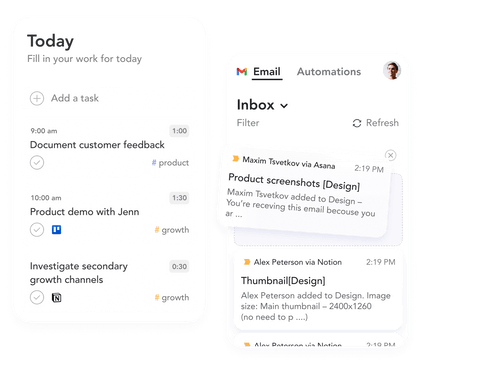 Today
Fill in your work for today
Add a task
9:00 am
1:00
Document customer feedback
# product
10:00 am
1:30
Product demo with Jenn
# growth
Investigate secondary
growth channels
0:30
# growth
Email
Automations
Inbox
Filter
Refresh
Maxim Tsvetkov via Asana
2:19 PM
Product screenshots [Design]
Maxim Tsvetkov added to Design –
You're receving this email becouse you
ar ...
Alex Peterson via Notion
2:19 PM
Thumbnail[Design]
Alex Peterson added to Design. Image
size: Main thumbnail – 2400x1260
(no need to p ....)
Alex Peterson via Notion
2:19 PM